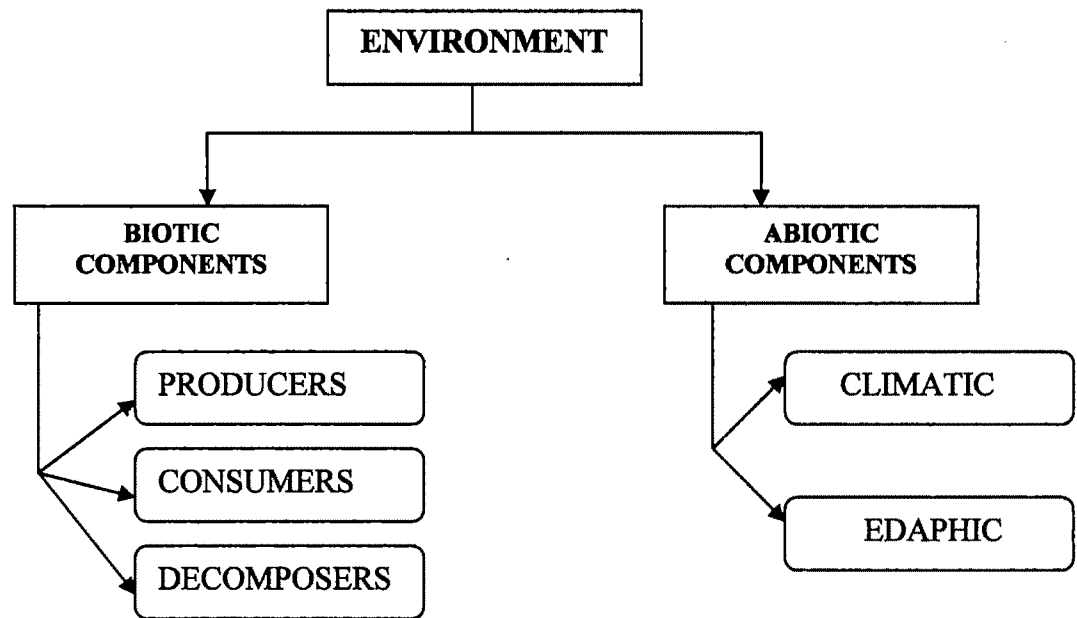 ENVIRONMENT
BIOTIC
COMPONENTS
PRODUCERS
CONSUMERS
DECOMPOSERS
ABIOTIC
COMPONENTS
CLIMATIC
EDAPHIC